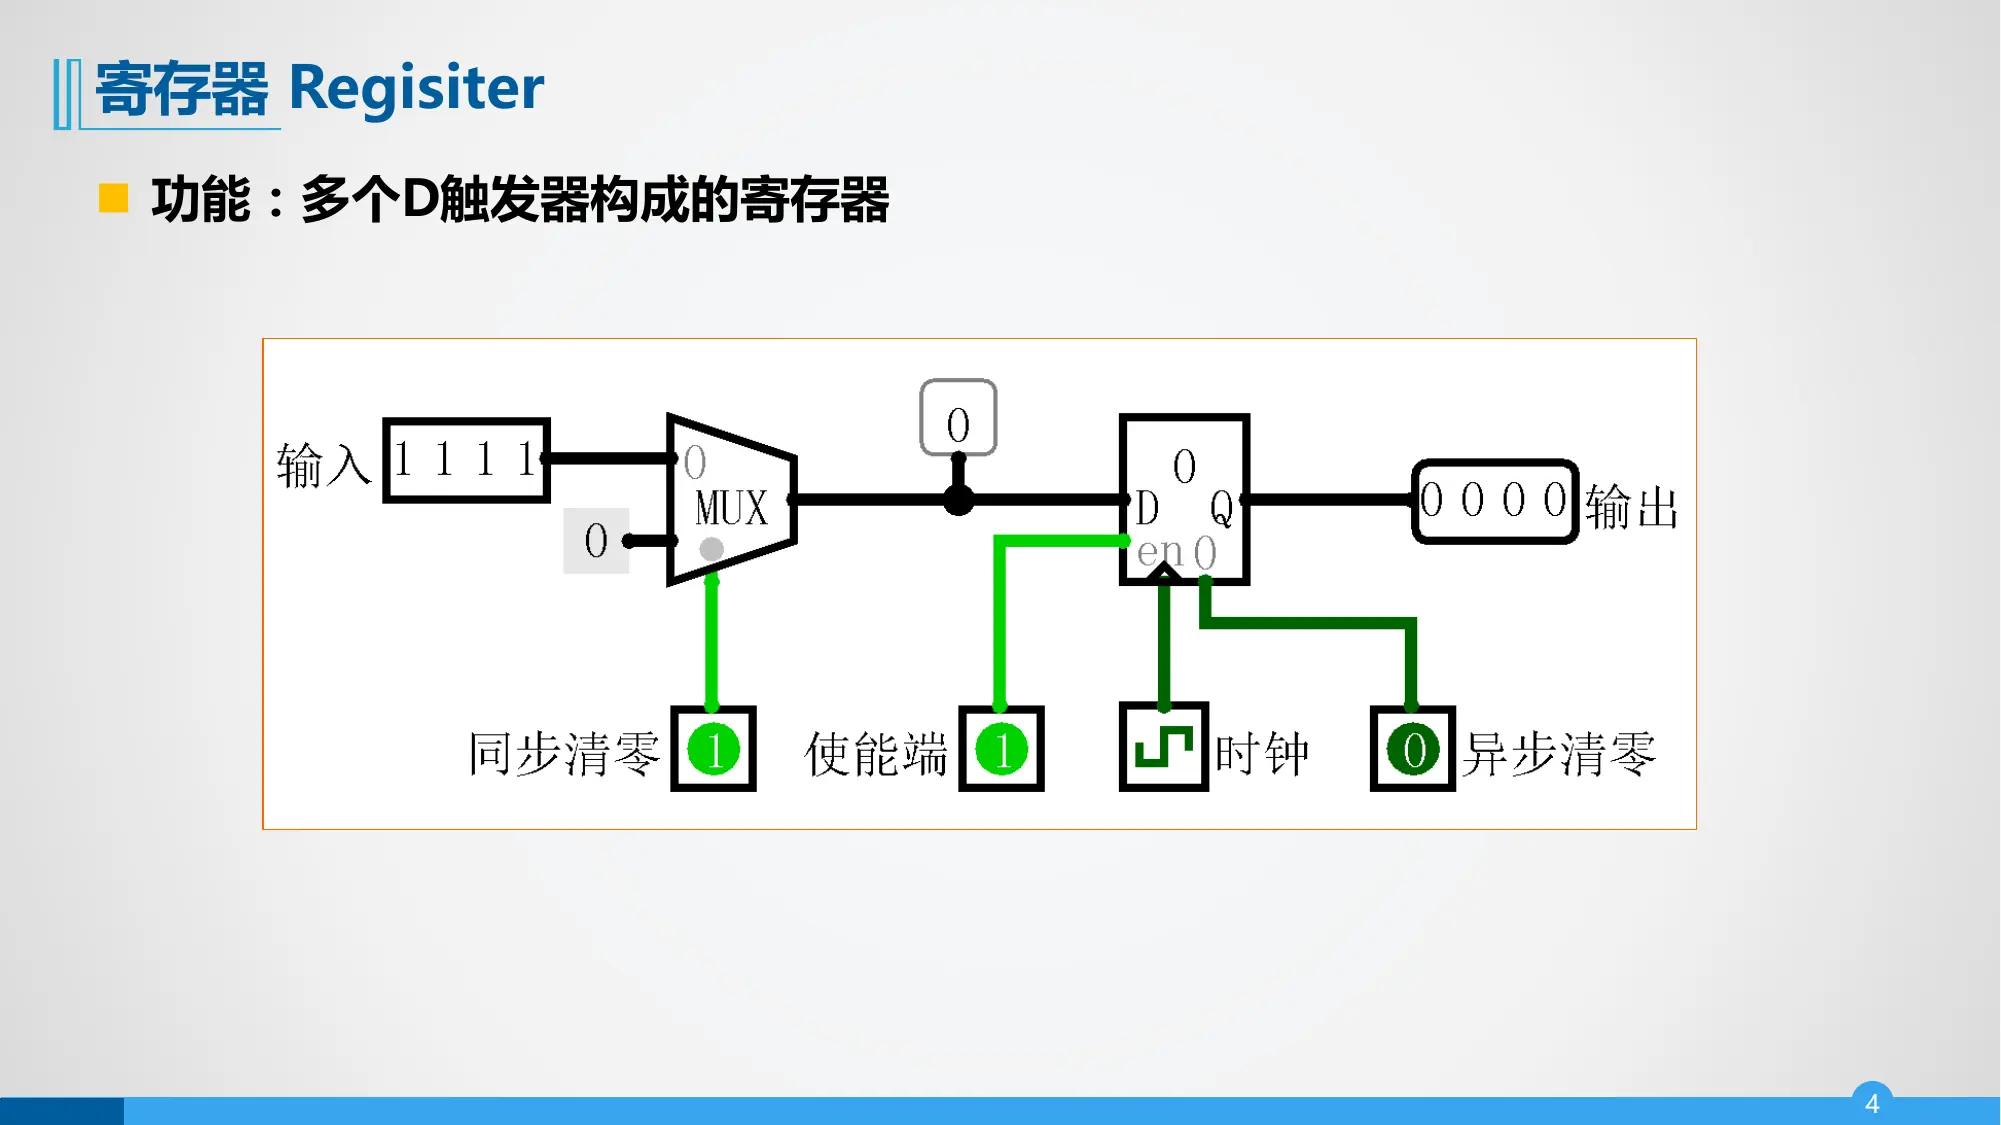 寄存器 Regisiter
功能：多个D触发器构成的寄存器
0
输入 1 1 1 1
0
MUX
0
0
D Q
en 0
0 0 0 0 输出
同步清零 1
使能端 1
时钟
0 异步清零
4